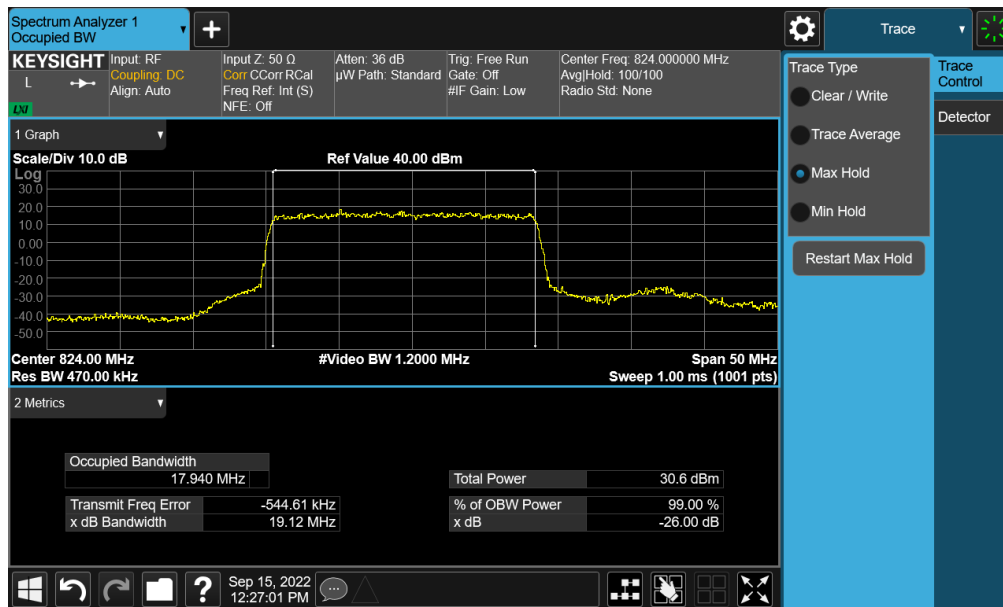 Spectrum Analyzer 1
Occupied BW
Trace
KEYSIGHT
L
LXI
Input: RF
Coupling: DC
Align: Auto
Input Z: 50 Ω
Corr CCorr RCal
Freq Ref: Int (S)
NFE: Off
Atten: 36 dB
µW Path: Standard
Trig: Free Run
Gate: Off
#IF Gain: Low
Center Freq: 824.000000 MHz
Avg|Hold: 100/100
Radio Std: None
1 Graph
Scale/Div 10.0 dB
Ref Value 40.00 dBm
Log
30.0
20.0
10.0
0.00
-10.0
-20.0
-30.0
-40.0
-50.0
Center 824.00 MHz
#Video BW 1.2000 MHz
Span 50 MHz
Res BW 470.00 kHz
Sweep 1.00 ms (1001 pts)
2 Metrics
Occupied Bandwidth
17.940 MHz
Total Power 30.6 dBm
Transmit Freq Error -544.61 kHz
% of OBW Power 99.00 %
x dB Bandwidth 19.12 MHz
x dB -26.00 dB
?
Sep 15, 2022
12:27:01 PM
Trace Type
Clear / Write
Trace Average
Max Hold
Min Hold
Restart Max Hold
Trace
Control
Detector